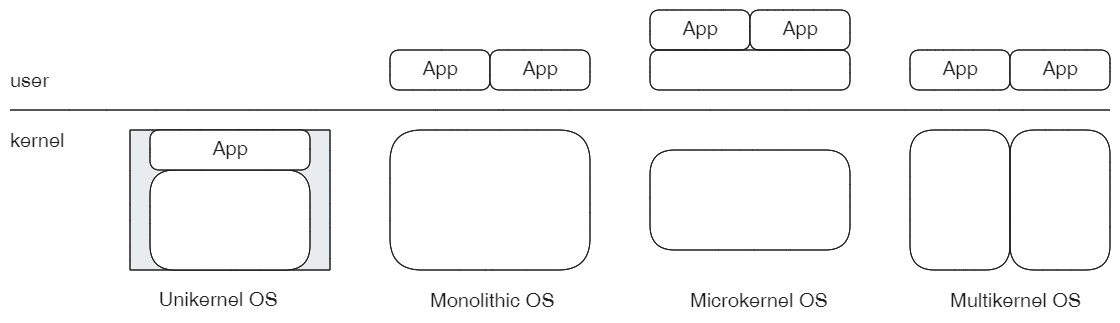 App App
App App App App
user
kernel
App
Unikernel OS Monolithic OS Microkernel OS Multikernel OS